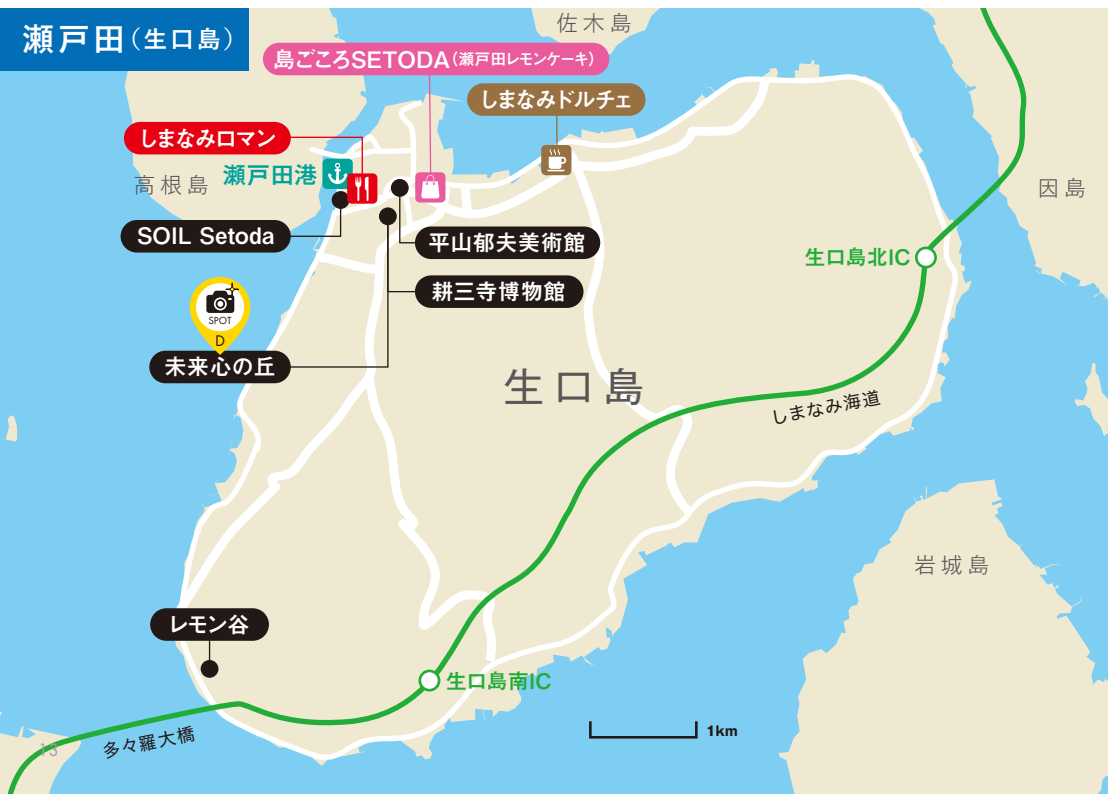 瀬戸田(生口島)
佐木島
島ごころSETODA(瀬戸田レモンケーキ)
しまなみドルチェ
しまなみロマン
瀬戸田港
高根島
因島
SOIL Setoda
平山郁夫美術館
生口島北IC
耕三寺博物館
SPOT
D
未来心の丘
生口島
しまなみ海道
岩城島
レモン谷
生口島南IC
1km
多々羅大橋
13